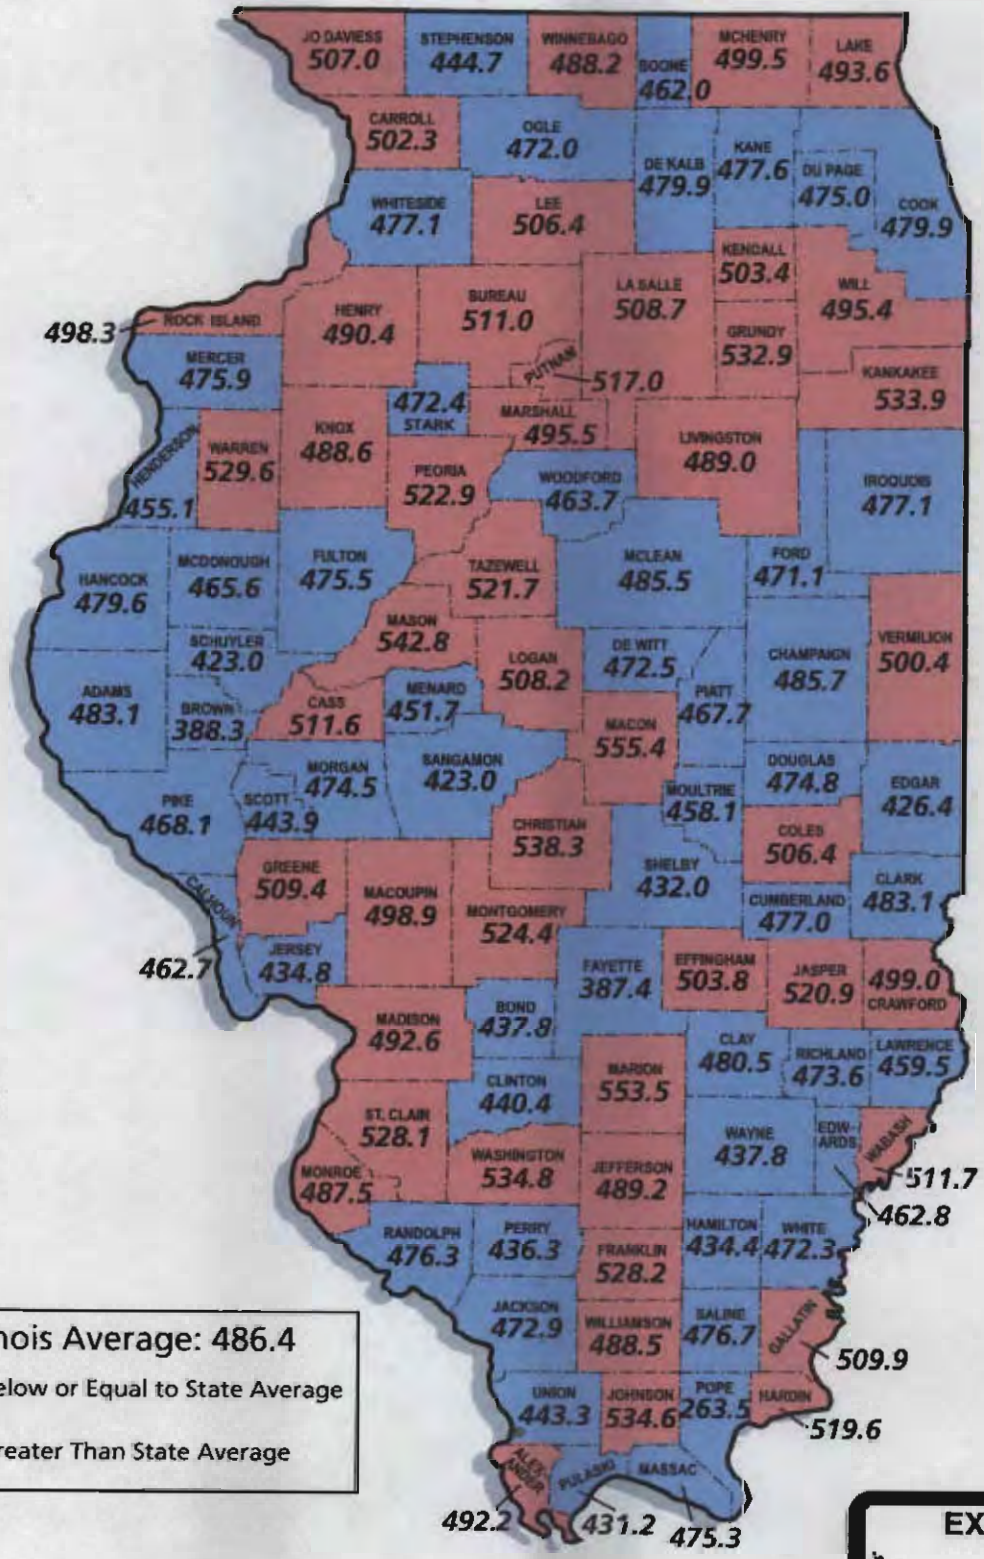 JO DAVIESS
507.0
STEPHENSON
444.7
WINNEBAGO
488.2
BOONE
462.0
MCHENRY
499.5
LAKE
493.6
CARROLL
502.3
OGLE
472.0
DE KALB
479.9
KANE
477.6
DU PAGE
475.0
COOK
479.9
WHITESIDE
477.1
LEE
506.4
KENDALL
503.4
WILL
495.4
498.3
ROCK ISLAND
HENRY
490.4
BUREAU
511.0
LA SALLE
508.7
GRUNDY
532.9
MERCER
475.9
PUTNAM
517.0
KANKAKEE
533.9
472.4
STARK
MARSHALL
495.5
HENDERSON
455.1
WARREN
529.6
KNOX
488.6
PEORIA
522.9
WOODFORD
463.7
LIVINGSTON
489.0
IROQUOIS
477.1
HANCOCK
479.6
MCDONOUGH
465.6
FULTON
475.5
TAZEWELL
521.7
MCLEAN
485.5
FORD
471.1
SCHUYLER
423.0
MASON
542.8
LOGAN
508.2
DE WITT
472.5
CHAMPAIGN
485.7
VERMILION
500.4
ADAMS
483.1
BROWN
388.3
CASS
511.6
MENARD
451.7
PIATT
467.7
MACON
555.4
MORGAN
474.5
SANGAMON
423.0
DOUGLAS
474.8
EDGAR
426.4
PIKE
468.1
SCOTT
443.9
MOULTRIE
458.1
CHRISTIAN
538.3
COLES
506.4
GREENE
509.4
MACOUPIN
498.9
MONTGOMERY
524.4
SHELBY
432.0
CUMBERLAND
477.0
CLARK
483.1
CALHOUN
462.7
JERSEY
434.8
FAYETTE
387.4
EFFINGHAM
503.8
JASPER
520.9
499.0
CRAWFORD
MADISON
492.6
BOND
437.8
CLAY
480.5
RICHLAND
473.6
LAWRENCE
459.5
CLINTON
440.4
MARION
553.5
ST. CLAIR
528.1
WAYNE
437.8
EDW-
ARDS
WABASH
511.7
462.8
MONROE
487.5
WASHINGTON
534.8
JEFFERSON
489.2
RANDOLPH
476.3
PERRY
436.3
FRANKLIN
528.2
HAMILTON
434.4
WHITE
472.3
JACKSON
472.9
WILLIAMSON
488.5
SALINE
476.7
GALLATIN
509.9
UNION
443.3
JOHNSON
534.6
POPE
263.5
HARDIN
519.6
ALEX-
ANDER
492.2
PULASKI
431.2
MASSAC
475.3
nois Average: 486.4
elow or Equal to State Average
reater Than State Average
EX